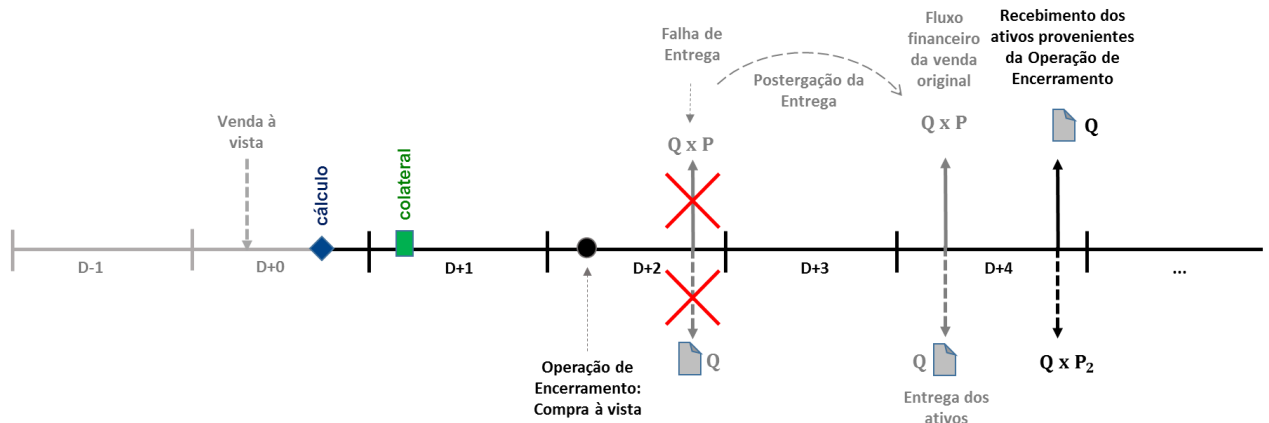 Venda à
vista
cálculo
colateral
Falha de
Entrega
Q x P
Postergação da
Entrega
Fluxo
financeiro
da venda
original
Q x P
Recebimento dos
ativos provenientes
da Operação de
Encerramento
Q
D-1
D+0
D+1
D+2
D+3
D+4
...
Operação de
Encerramento:
Compra à vista
Q
Q
Entrega dos
ativos
Q x P₂